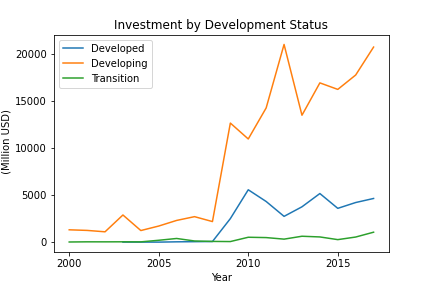 Investment by Development Status
Developed
Developing
Transition
(Million USD)
20000
15000
10000
5000
0
2000
2005
2010
2015
Year